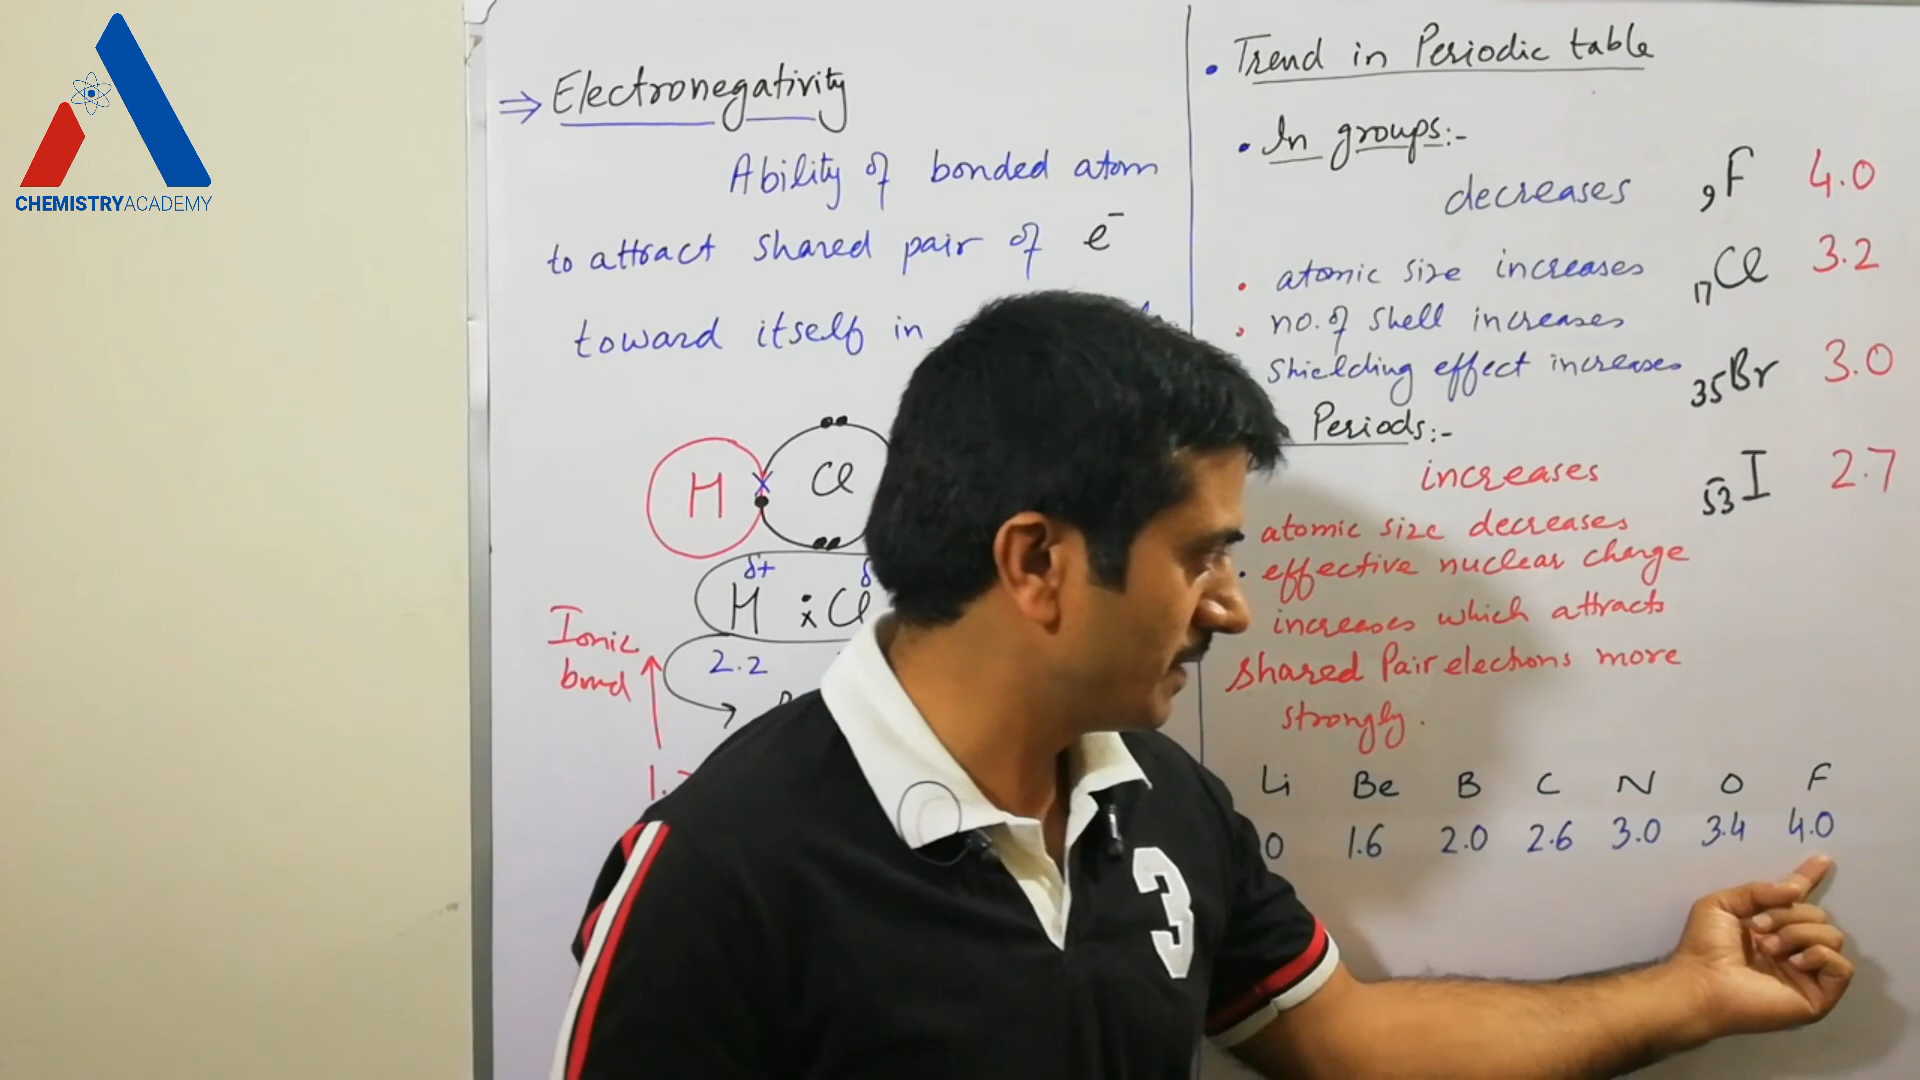 CHEMISTRYACADEMY
⇒ Electronegativity
Ability of bonded atom
to attract shared pair of e⁻
toward itself in
H Cl
δ+ δ
H Cl
2.2
Ionic
bond
• Trend in Periodic table
• In groups:-
decreases
• atomic size increases
• no. of shell increases
Shielding effect increases
₉F 4.0
₁₇Cl 3.2
₃₅Br 3.0
₅₃I 2.7
Periods:-
increases
atomic size decreases
• effective nuclear charge
increases which attracts
shared Pair elections more
strongly.
Li Be B C N O F
0 1.6 2.0 2.6 3.0 3.4 4.0
3